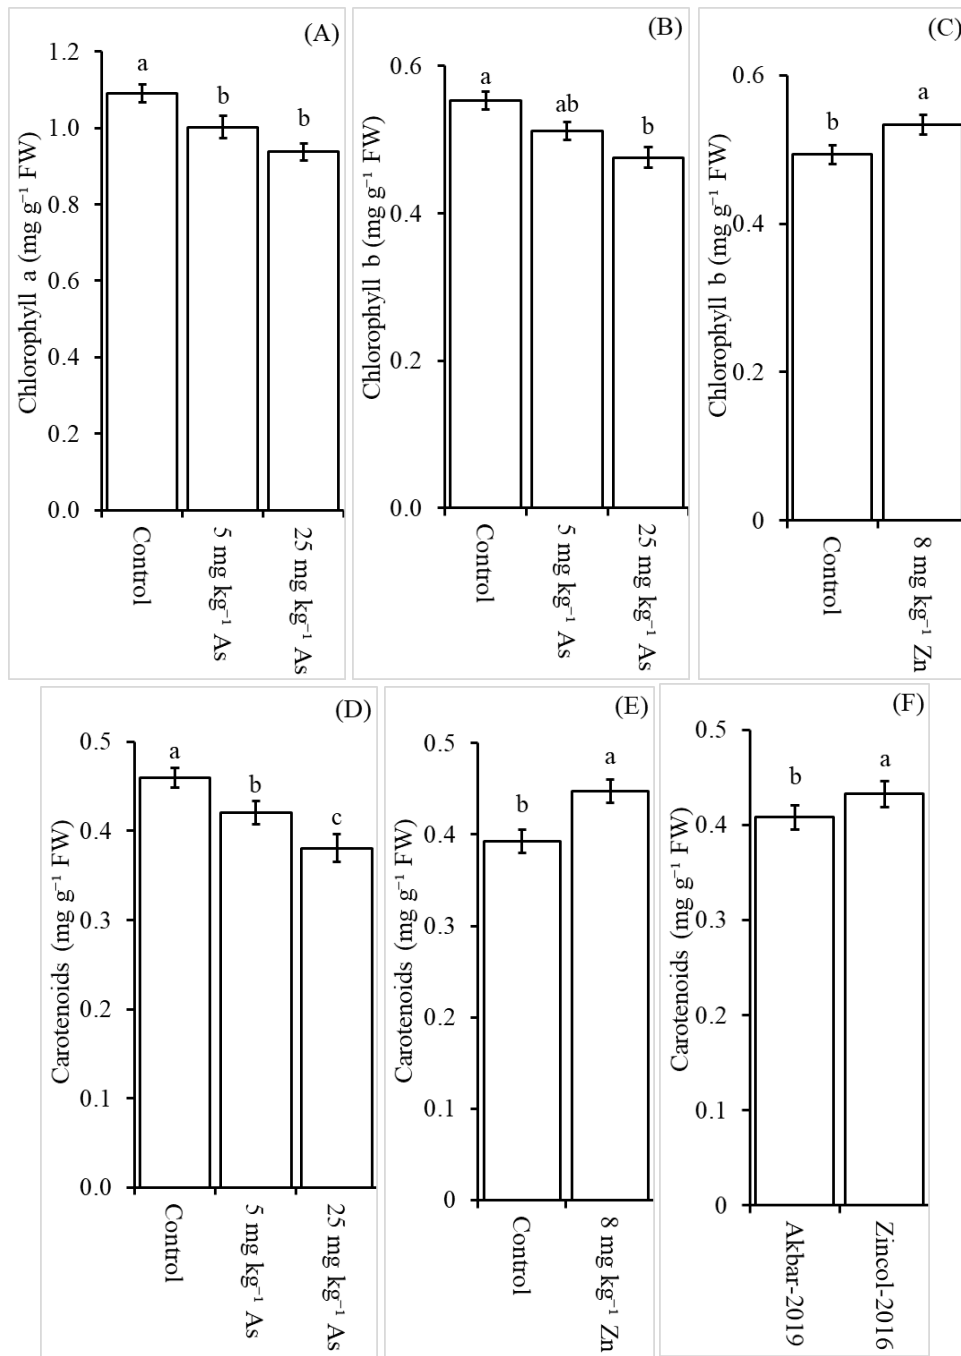 (A)
Chlorophyll a (mg g⁻¹ FW)
1.2
1.0
0.8
0.6
0.4
0.2
0.0
a
b
b
Control
5 mg kg⁻¹ As
25 mg kg⁻¹ As
(B)
Chlorophyll b (mg g⁻¹ FW)
0.6
0.4
0.2
0.0
a
ab
b
Control
5 mg kg⁻¹ As
25 mg kg⁻¹ As
(C)
Chlorophyll b (mg g⁻¹ FW)
0.6
0.4
0.2
0
b
a
Control
8 mg kg⁻¹ Zn
(D)
Carotenoids (mg g⁻¹ FW)
0.5
0.4
0.3
0.2
0.1
0.0
a
b
c
Control
5 mg kg⁻¹ As
25 mg kg⁻¹ As
(E)
Carotenoids (mg g⁻¹ FW)
0.5
0.4
0.3
0.2
0.1
0
b
a
Control
8 mg kg⁻¹ Zn
(F)
Carotenoids (mg g⁻¹ FW)
0.5
0.4
0.3
0.2
0.1
0
b
a
Akbar-2019
Zincol-2016